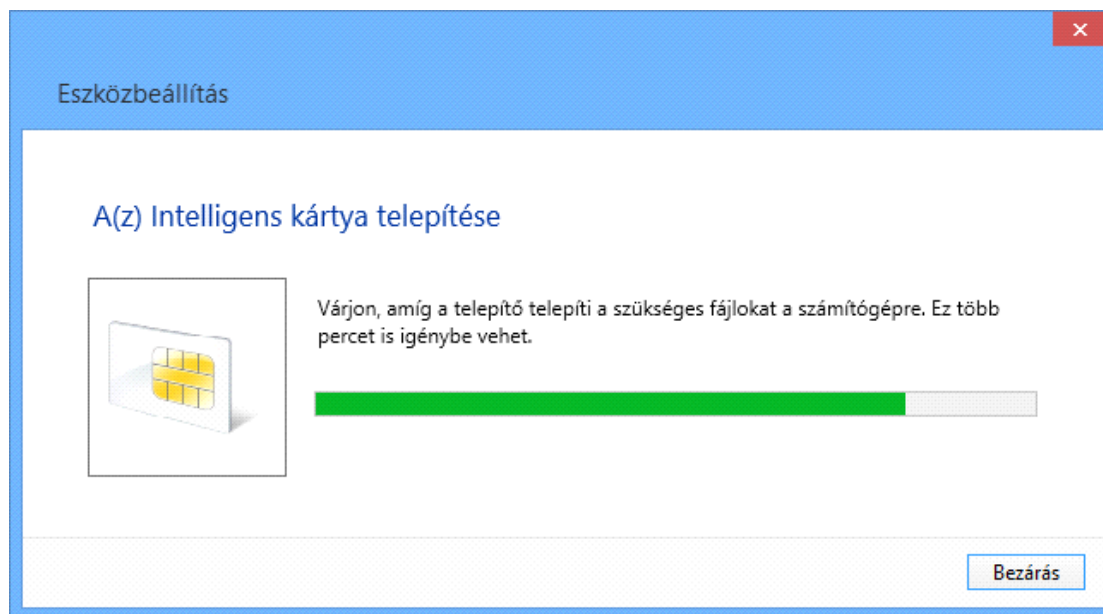 Eszközbeállítás
A(z) Intelligens kártya telepítése
Várjon, amíg a telepítő telepíti a szükséges fájlokat a számítógépre. Ez több
percet is igénybe vehet.
Bezárás